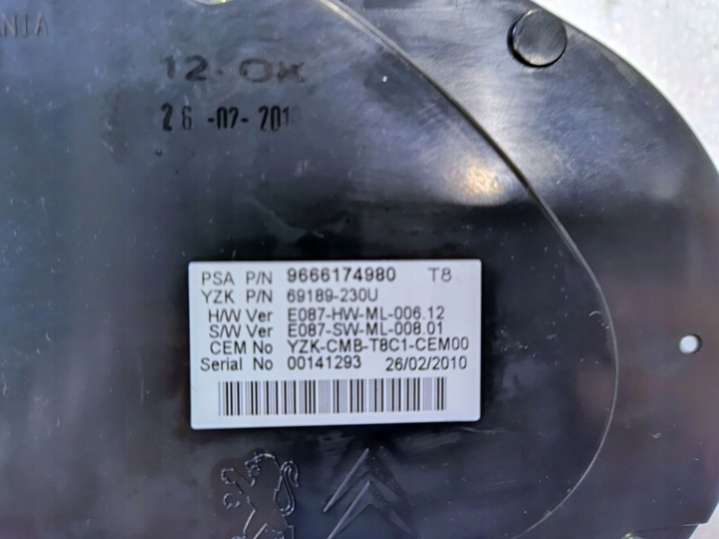 12-OK
26-02-201
PSA P/N 9666174980 T8
YZK P/N 69189-230U
H/W Ver E087-HW-ML-006.12
S/W Ver E087-SW-ML-008.01
CEM No YZK-CMB-T8C1-CEM00
Serial No 00141293 26/02/2010